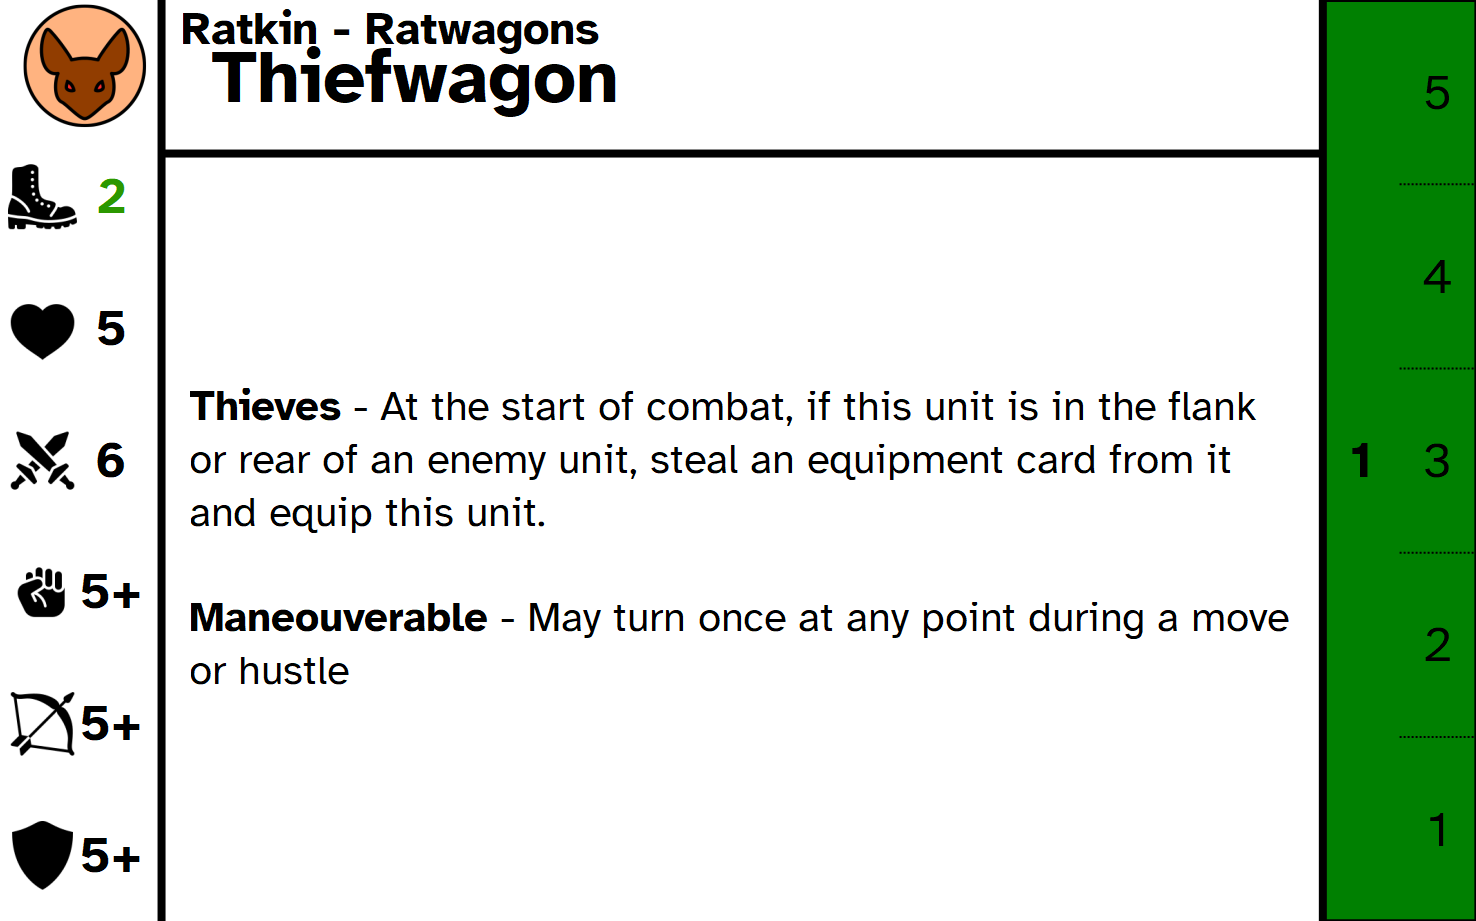 Ratkin - Ratwagons
Thiefwagon
2
5
6
5+
5+
5+
Thieves - At the start of combat, if this unit is in the flank
or rear of an enemy unit, steal an equipment card from it
and equip this unit.
Maneouverable - May turn once at any point during a move
or hustle
5
4
1 3
2
1